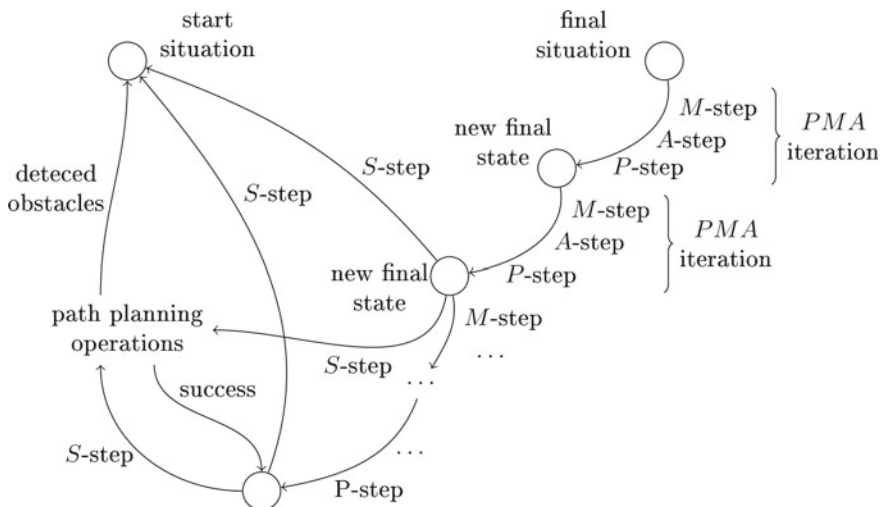 start
situation
final
situation
M-step
A-step
P-step
PMA
iteration
new final
state
S-step
deteced
obstacles
S-step
M-step
A-step
P-step
PMA
iteration
new final
state
M-step
path planning
operations
S-step
...
...
success
S-step
...
P-step